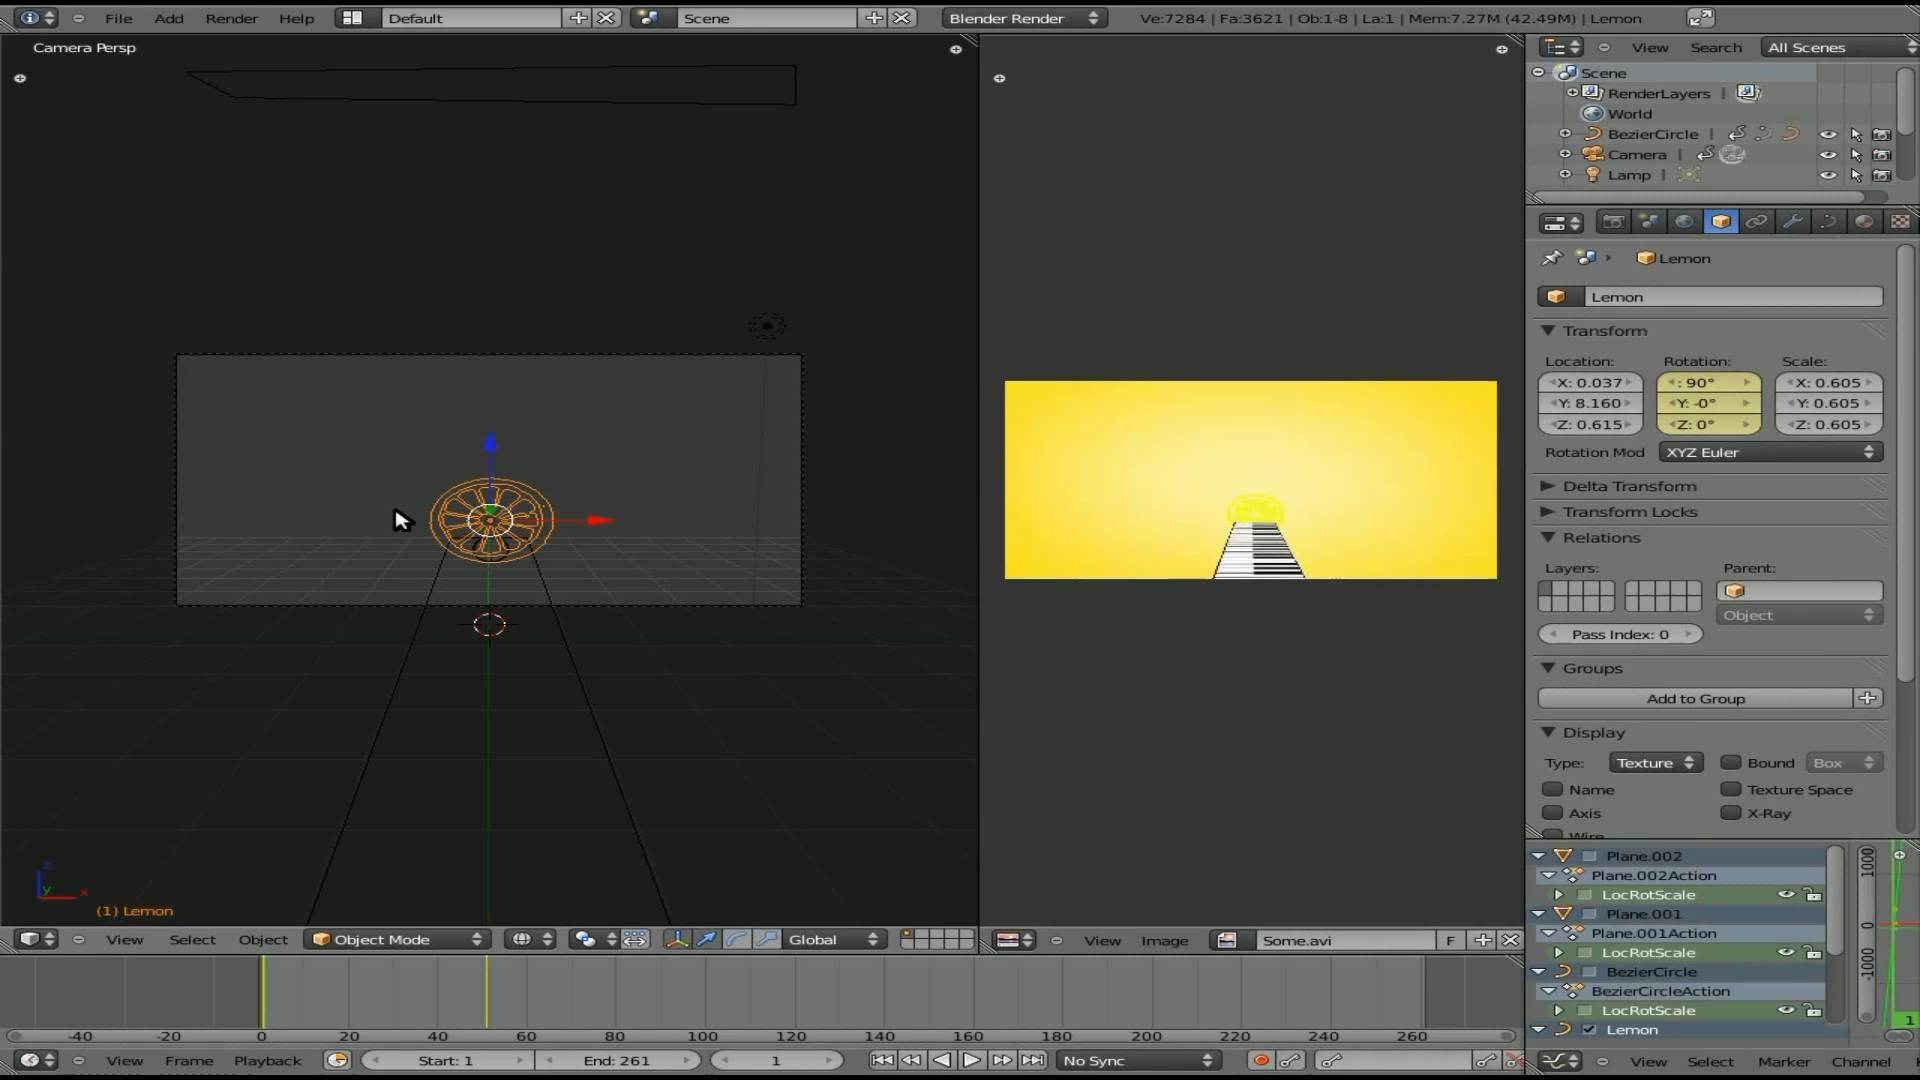 File Add Render Help Default Scene Blender Render Ve:7284 | Fa:3621 | Ob:1-8 | La:1 | Mem:7.27M (42.49M) | Lemon
Camera Persp
View Search All Scenes
Scene
RenderLayers
World
BezierCircle
Camera
Lamp
Lemon
Lemon
Transform
Location: Rotation: Scale:
X: 0.037 : 90° X: 0.605
Y: 8.160 Y: -0° Y: 0.605
Z: 0.615 Z: 0° Z: 0.605
Rotation Mod XYZ Euler
Delta Transform
Transform Locks
Relations
Layers: Parent:
Object
Pass Index: 0
Groups
Add to Group
Display
Type: Texture Bound Box
Name Texture Space
Axis X-Ray
Wire
Plane.002
Plane.002Action
LocRotScale
Plane.001
Plane.001Action
LocRotScale
BezierCircle
BezierCircleAction
LocRotScale
Lemon
1000
0
-1000
1
z
y x
(1) Lemon
View Select Object Object Mode Global
View Image Some.avi F
-40 -20 0 20 40 60 80 100 120 140 160 180 200 220 240 260
View Frame Playback Start: 1 End: 261 1 No Sync
View Select Marker Channel